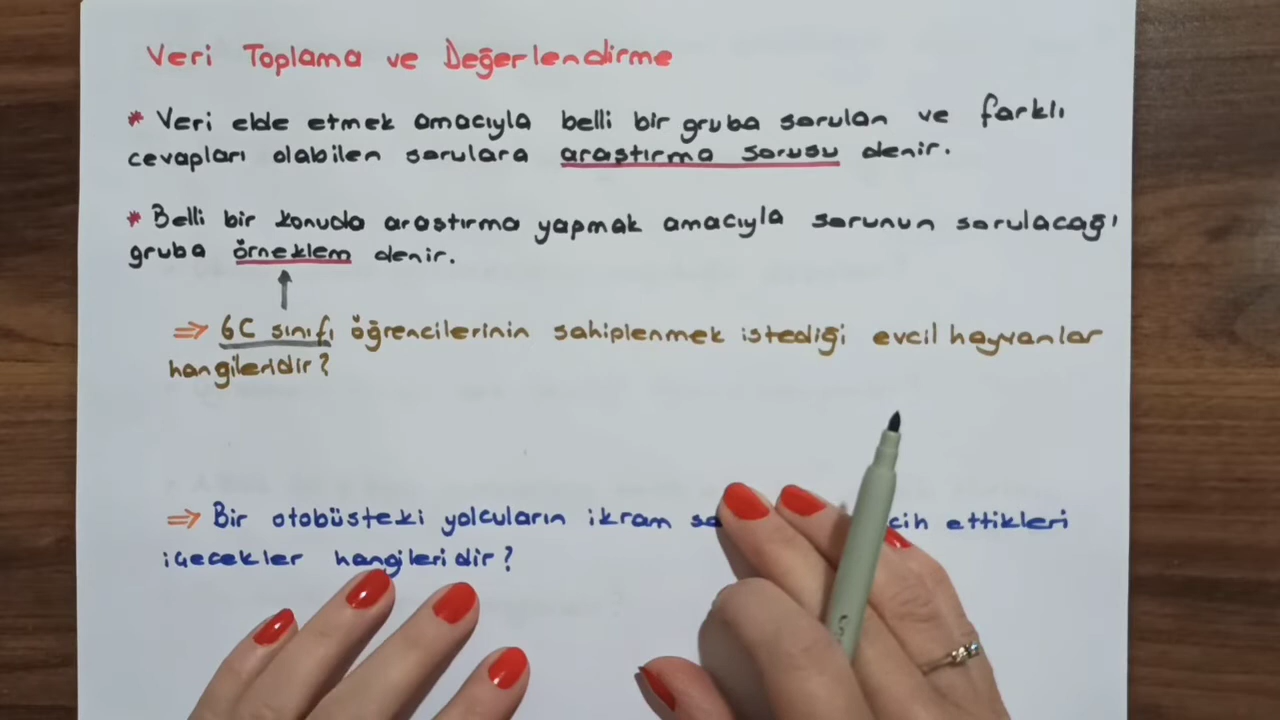 Veri Toplama ve Değerlendirme
* Veri elde etmek amacıyla belli bir gruba sorulan ve farklı
cevapları olabilen sorulara araştırma sorusu denir.
* Belli bir konuda araştırma yapmak amacıyla sorunun sorulacağı
gruba örneklem denir.
⇒ 6C sınıfı öğrencilerinin sahiplenmek istediği evcil hayvanlar
hangileridir?
⇒ Bir otobüsteki yolcuların ikram ettikleri
içecekler hangileridir?